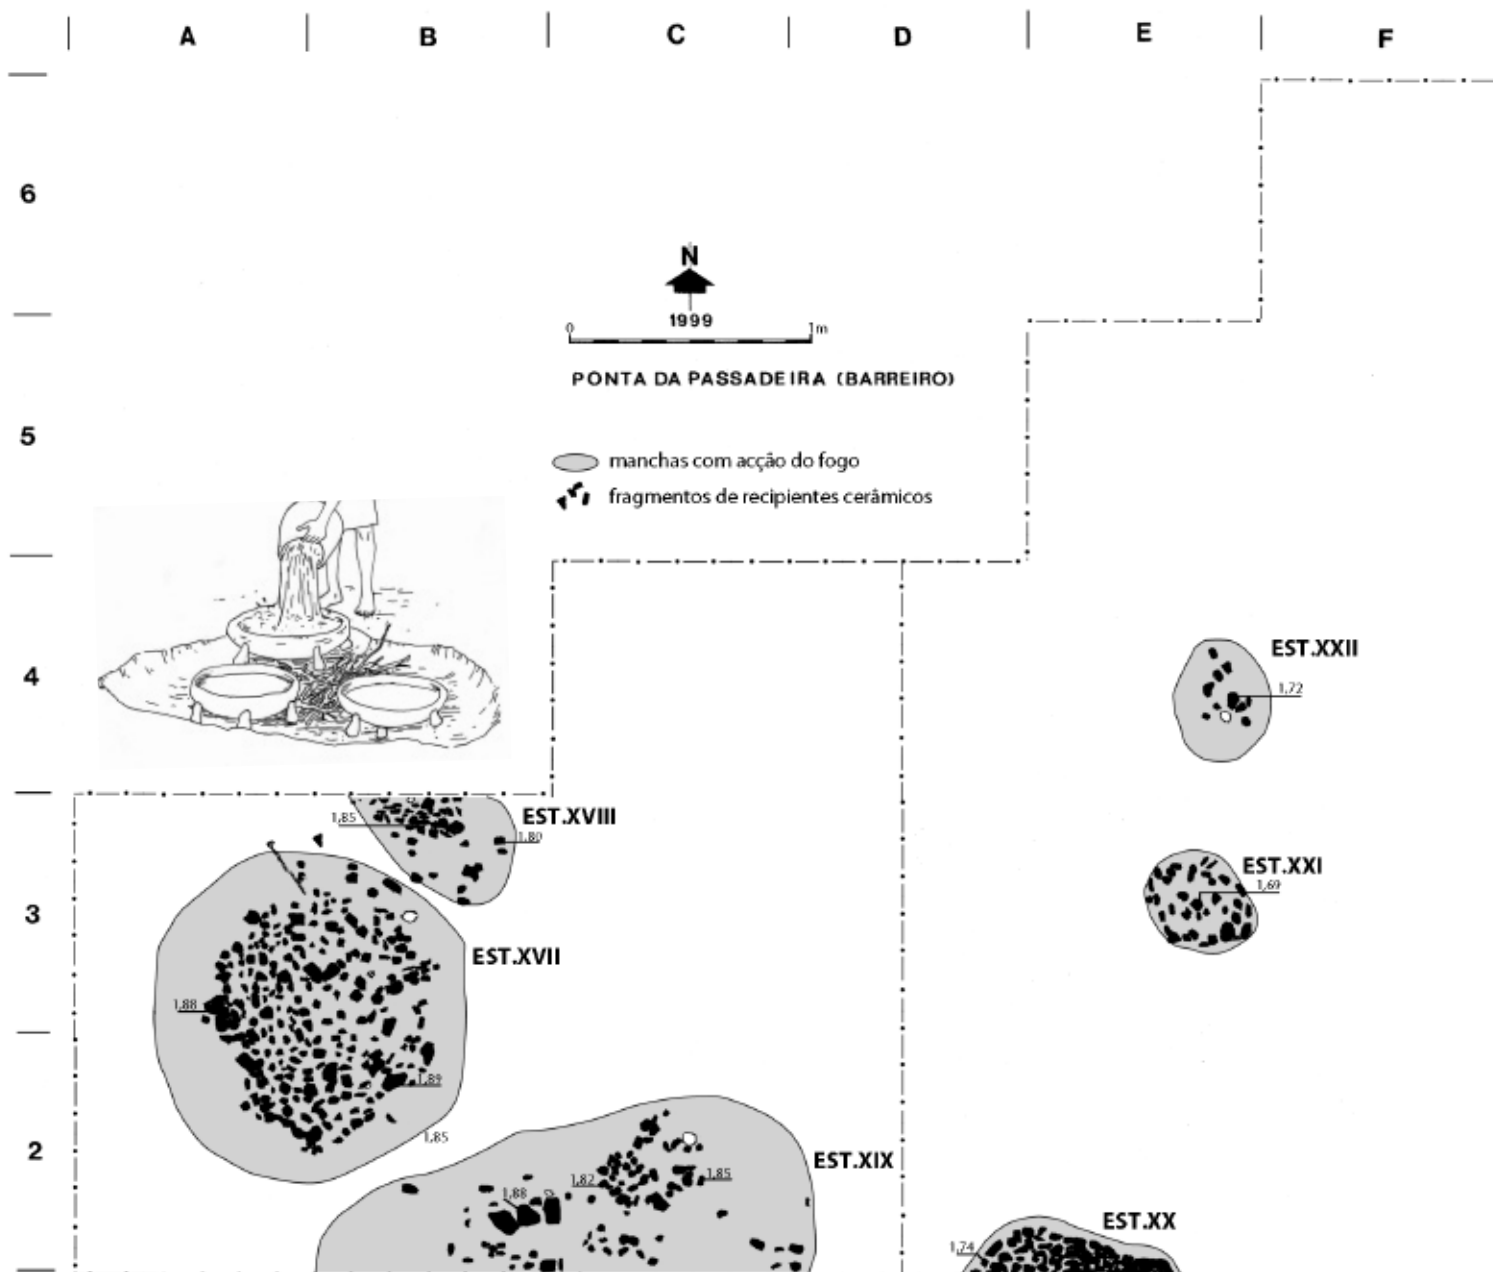 A B C D E F
6
N
1999
0 1m
PONTA DA PASSADEIRA (BARREIRO)
5
manchas com acção do fogo
fragmentos de recipientes cerâmicos
4
EST.XXII
1,72
EST.XVIII
1,85
1,80
EST.XXI
1,69
3
EST.XVII
1,88
1,89
1,85
2
EST.XIX
1,82
1,85
1,88
EST.XX
1,74